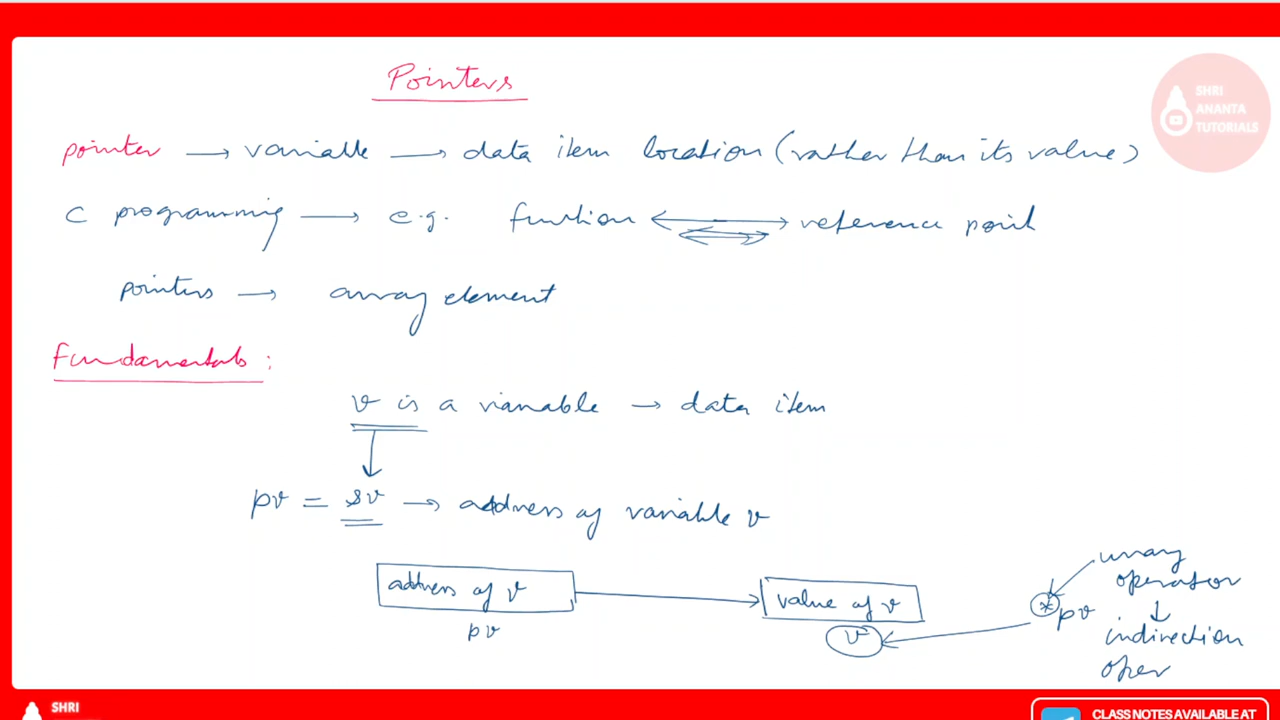 Pointers
SHRI
ANANTA
TUTORIALS
pointer → variable → data item location (rather than its value)
C programming → e.g. function ⟷ reference point
pointers → array element
Fundamentals :
v is a variable → data item
pv = &v → address of variable v
address of v → value of v
pv
v
*pv
unary
operator
↓
indirection
oper
SHRI
CLASS NOTES AVAILABLE AT